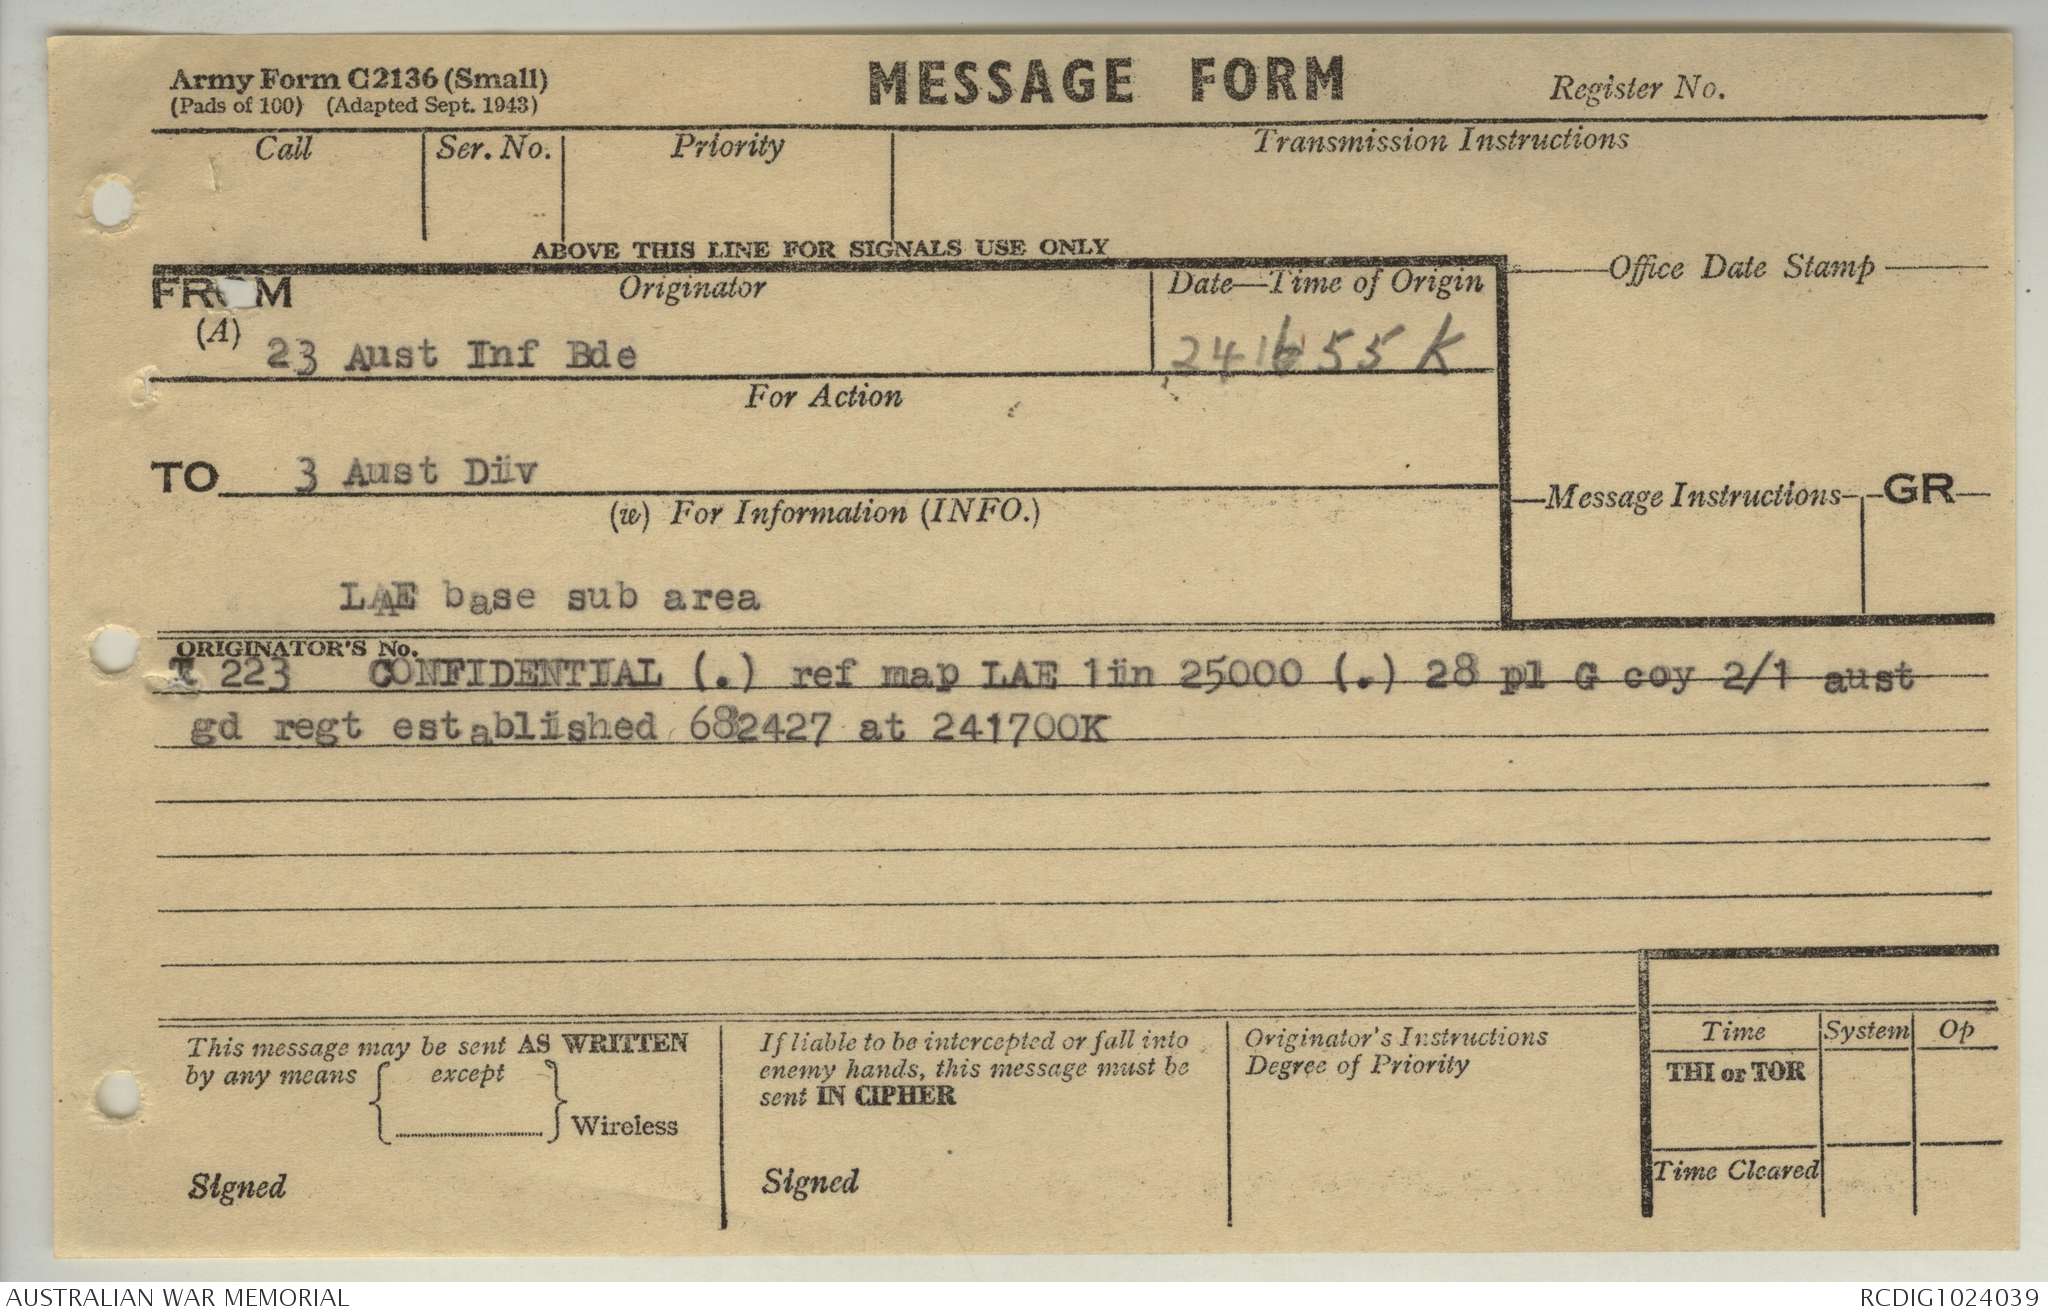 Army Form C2136 (Small)
(Pads of 100) (Adapted Sept. 1943)
MESSAGE FORM
Register No.
Call
Ser. No.
Priority
Transmission Instructions
ABOVE THIS LINE FOR SIGNALS USE ONLY
FROM
(A)
Originator
Date—Time of Origin
Office Date Stamp
23 Aust Inf Bde
241655 K
For Action
TO
3 Aust Div
(w) For Information (INFO.)
Message Instructions
GR
LAE base sub area
ORIGINATOR'S No.
223 CONFIDENTIAL (.) ref map LAE 1in 25000 (.) 28 pl G coy 2/1 aust
gd regt established 682427 at 241700K
This message may be sent AS WRITTEN
by any means except
Wireless
Signed
If liable to be intercepted or fall into
enemy hands, this message must be
sent IN CIPHER
Signed
Originator's Instructions
Degree of Priority
Time
System
Op
THI or TOR
Time Cleared
AUSTRALIAN WAR MEMORIAL
RCDIG1024039